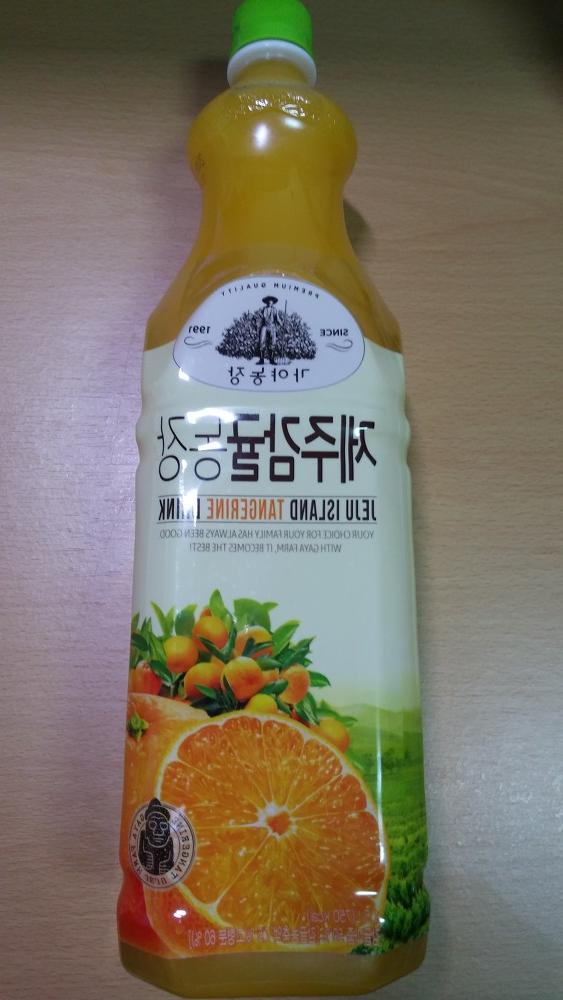 PREMIUM QUALITY
SINCE 1991
가야농장
제주감귤농장
JEJU ISLAND TANGERINE DRINK
YOUR CHOICE FOR YOUR FAMILY HAS ALWAYS BEEN GOOD
WITH GAYA FARM, IT BECOMES THE BEST!